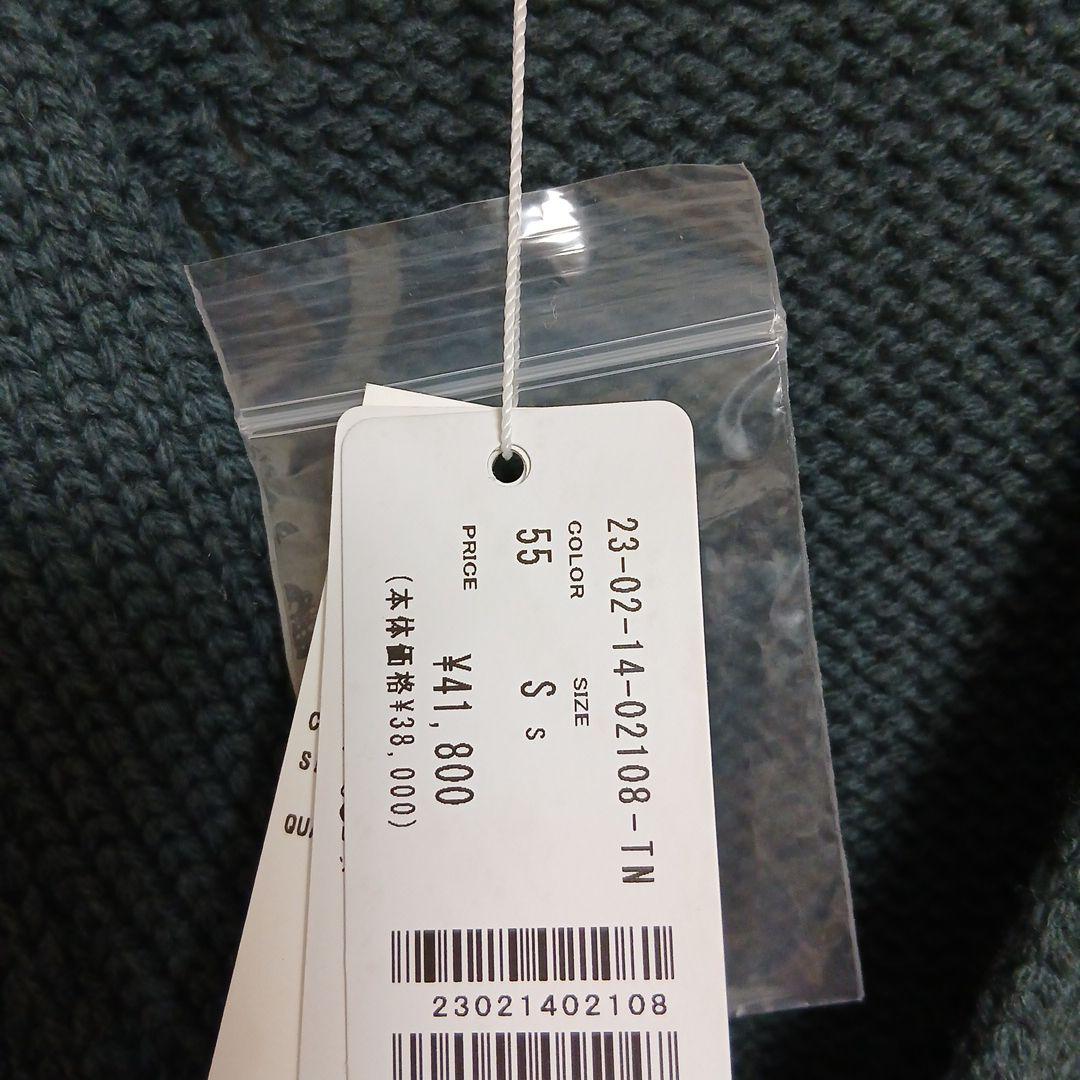 23-02-14-02108-TN
COLOR SIZE
55 S s
PRICE
¥41,800
(本体価格¥38,000)
23021402108